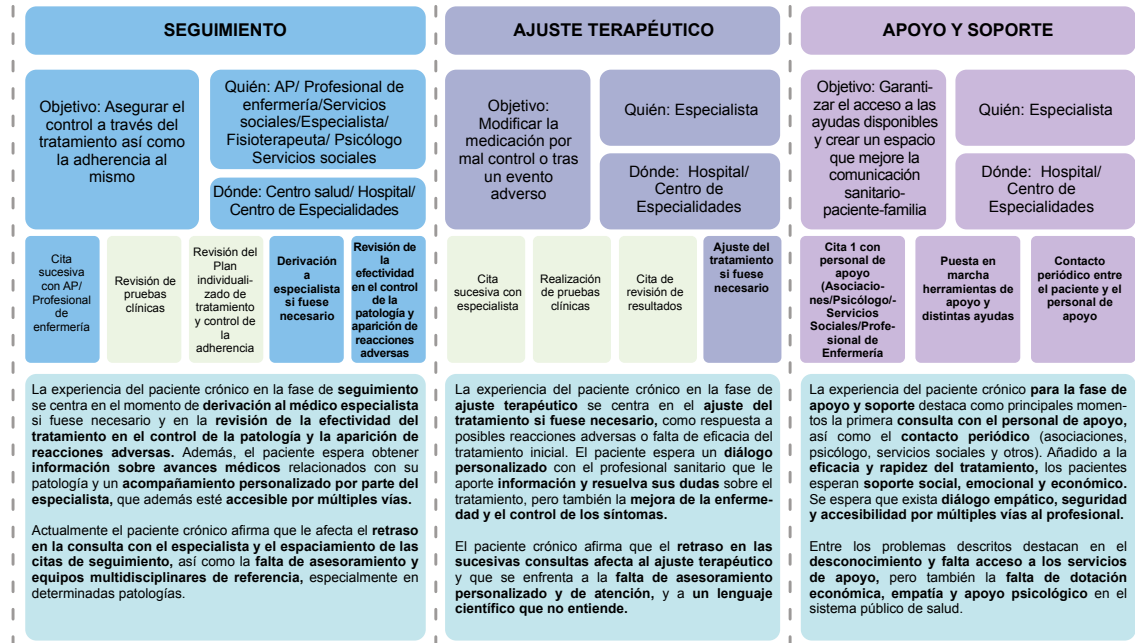 SEGUIMIENTO
Objetivo: Asegurar el
control a través del
tratamiento así como
la adherencia al
mismo
Quién: AP/ Profesional de
enfermería/Servicios
sociales/Especialista/
Fisioterapeuta/ Psicólogo
Servicios sociales
Dónde: Centro salud/ Hospital/
Centro de Especialidades
Cita
sucesiva
con AP/
Profesional
de
enfermería
Revisión de
pruebas
clínicas
Revisión del
Plan
individuali-
zado de
tratamiento
y control de
la
adherencia
Derivación
a
especialista
si fuese
necesario
Revisión de
la
efectividad
en el control
de la
patología y
aparición de
reacciones
adversas
La experiencia del paciente crónico en la fase de seguimiento
se centra en el momento de derivación al médico especialista
si fuese necesario y en la revisión de la efectividad del
tratamiento en el control de la patología y la aparición de
reacciones adversas. Además, el paciente espera obtener
información sobre avances médicos relacionados con su
patología y un acompañamiento personalizado por parte del
especialista, que además esté accesible por múltiples vías.
Actualmente el paciente crónico afirma que le afecta el retraso
en la consulta con el especialista y el espaciamiento de las
citas de seguimiento, así como la falta de asesoramiento y
equipos multidisciplinares de referencia, especialmente en
determinadas patologías.
AJUSTE TERAPÉUTICO
Objetivo:
Modificar la
medicación por
mal control o tras
un evento
adverso
Quién: Especialista
Dónde: Hospital/
Centro de
Especialidades
Cita
sucesiva con
especialista
Realización
de pruebas
clínicas
Cita de
revisión de
resultados
Ajuste del
tratamiento
si fuese
necesario
La experiencia del paciente crónico en la fase de
ajuste terapéutico se centra en el ajuste del
tratamiento si fuese necesario, como respuesta a
posibles reacciones adversas o falta de eficacia del
tratamiento inicial. El paciente espera un diálogo
personalizado con el profesional sanitario que le
aporte información y resuelva sus dudas sobre el
tratamiento, pero también la mejora de la enferme-
dad y el control de los síntomas.
El paciente crónico afirma que el retraso en las
sucesivas consultas afecta al ajuste terapéutico
y que se enfrenta a la falta de asesoramiento
personalizado y de atención, y a un lenguaje
científico que no entiende.
APOYO Y SOPORTE
Objetivo: Garanti-
zar el acceso a las
ayudas disponibles
y crear un espacio
que mejore la
comunicación
sanitario-
paciente-familia
Quién: Especialista
Dónde: Hospital/
Centro de
Especialidades
Cita 1 con
personal de
apoyo
(Asociacio-
nes/Psicólogo/-
Servicios
Sociales/Profe-
sional de
Enfermería
Puesta en
marcha
herramientas de
apoyo y
distintas ayudas
Contacto
periódico entre
el paciente y el
personal de
apoyo
La experiencia del paciente crónico para la fase de
apoyo y soporte destaca como principales momen-
tos la primera consulta con el personal de apoyo,
así como el contacto periódico (asociaciones,
psicólogo, servicios sociales y otros). Añadido a la
eficacia y rapidez del tratamiento, los pacientes
esperan soporte social, emocional y económico.
Se espera que exista diálogo empático, seguridad
y accesibilidad por múltiples vías al profesional.
Entre los problemas descritos destacan en el
desconocimiento y falta acceso a los servicios
de apoyo, pero también la falta de dotación
económica, empatía y apoyo psicológico en el
sistema público de salud.